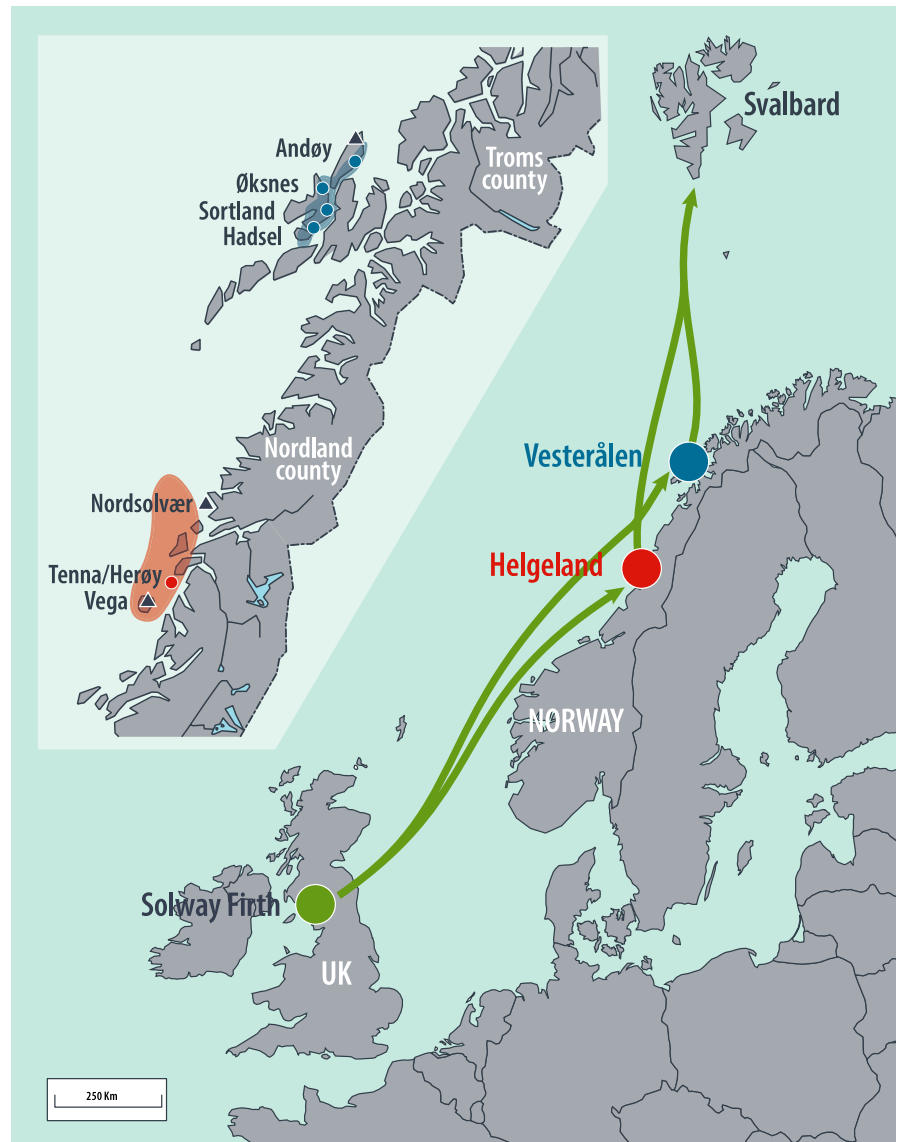 Svalbard
Andøy
Troms
county
Øksnes
Sortland
Hadsel
Nordland
county
Vesterålen
Nordsolvær
Helgeland
Tenna/Herøy
Vega
NORWAY
Solway Firth
UK
250 Km